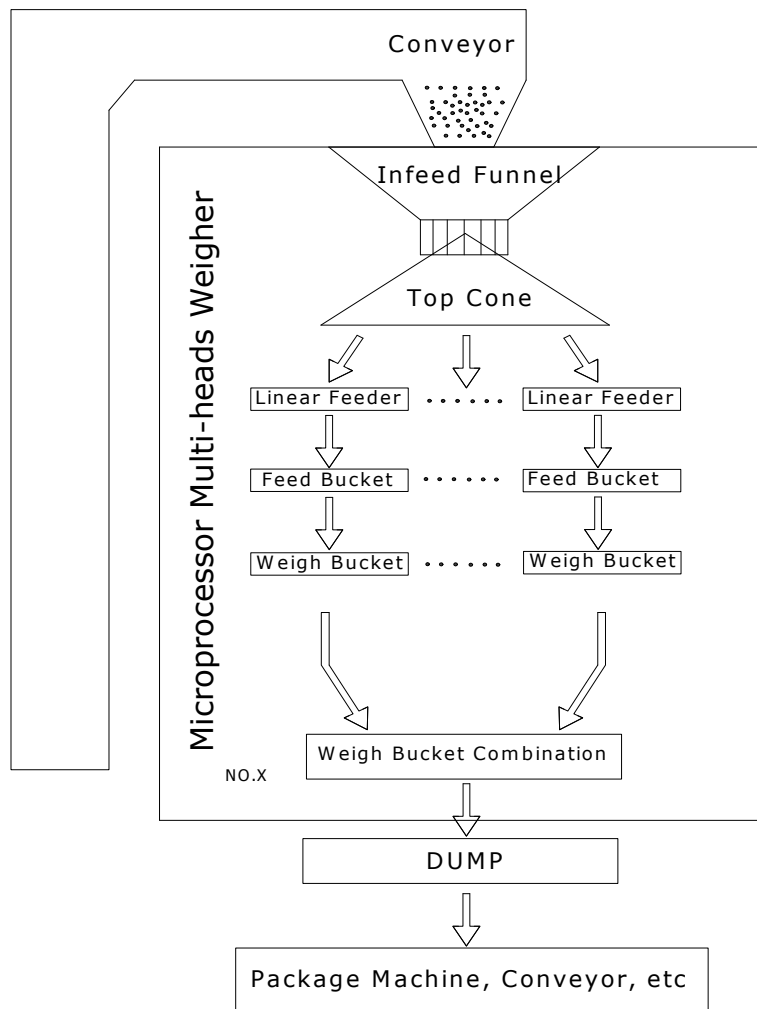 Conveyor
Infeed Funnel
Top Cone
Microprocessor Multi-heads Weigher
Linear Feeder
Linear Feeder
Feed Bucket
Feed Bucket
Weigh Bucket
Weigh Bucket
Weigh Bucket Combination
NO.X
DUMP
Package Machine, Conveyor, etc